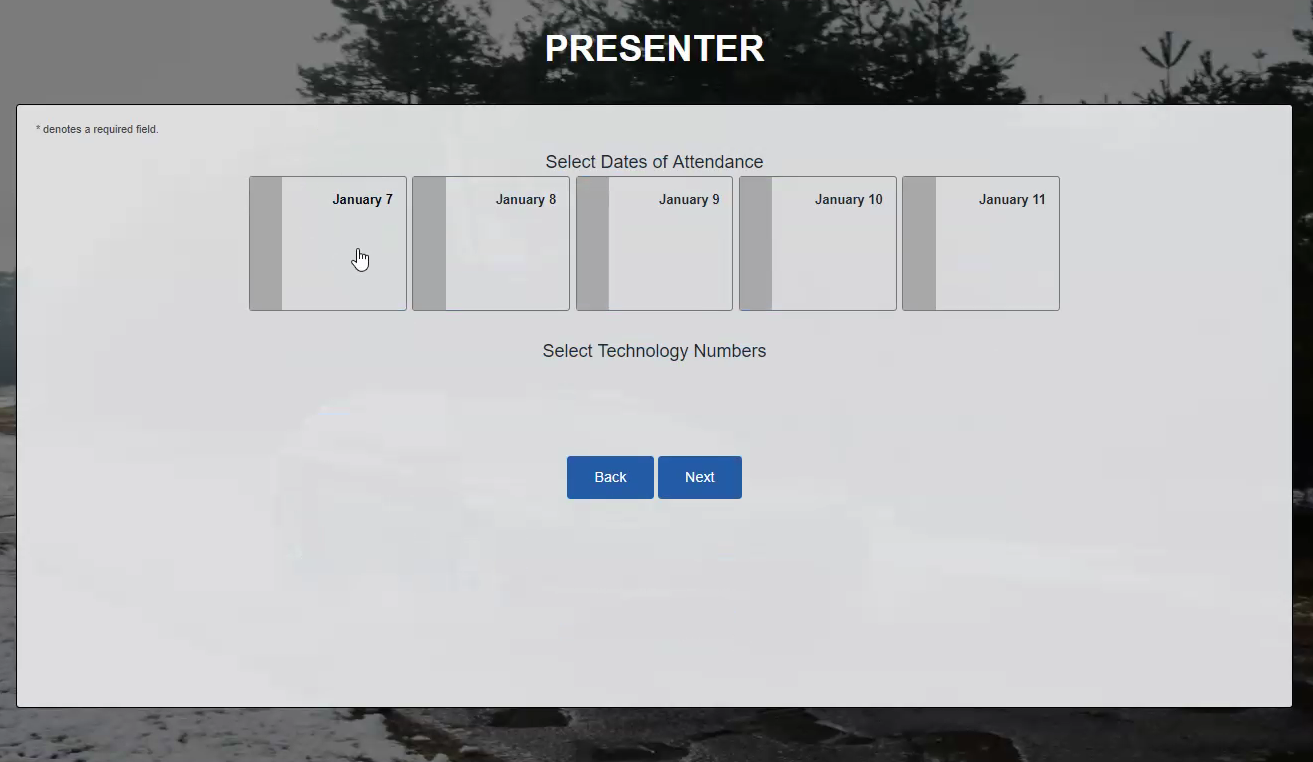 PRESENTER
* denotes a required field.
Select Dates of Attendance
January 7
January 8
January 9
January 10
January 11
Select Technology Numbers
Back
Next